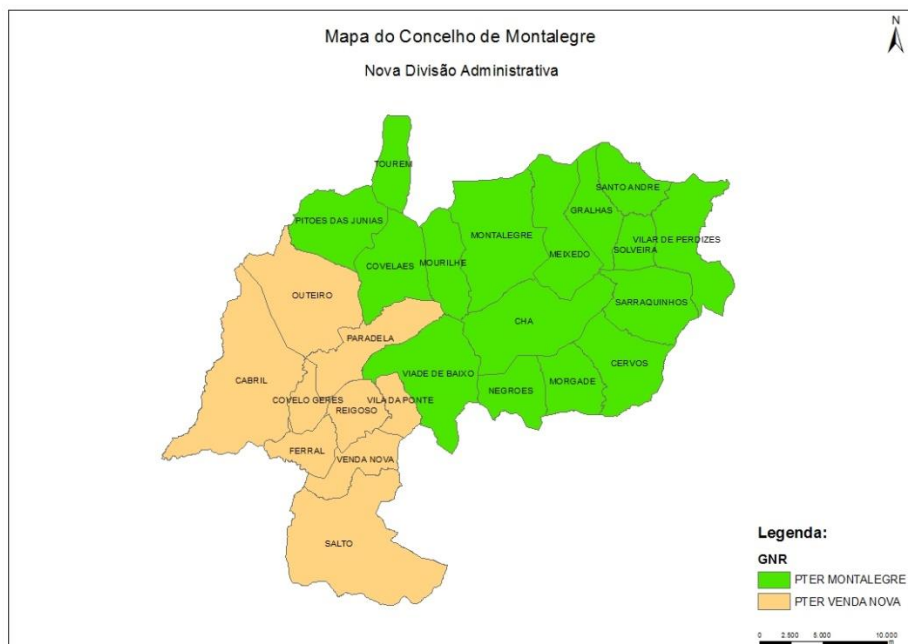 Mapa do Concelho de Montalegre
Nova Divisão Administrativa
N
TOUREM
SANTO ANDRE
GRALHAS
PITOES DAS JUNIAS
MONTALEGRE
VILAR DE PERDIZES
SOLVEIRA
MEIXEDO
MOURILHE
COVELAES
OUTEIRO
SARRAQUINHOS
CHA
PARADELA
CERVOS
VIADE DE BAIXO
CABRIL
MORGADE
NEGROES
COVELO GERES
VILA DA PONTE
REIGOSO
FERRAL
VENDA NOVA
SALTO
Legenda:
GNR
PTER MONTALEGRE
PTER VENDA NOVA
0 2.500 5.000 10.000